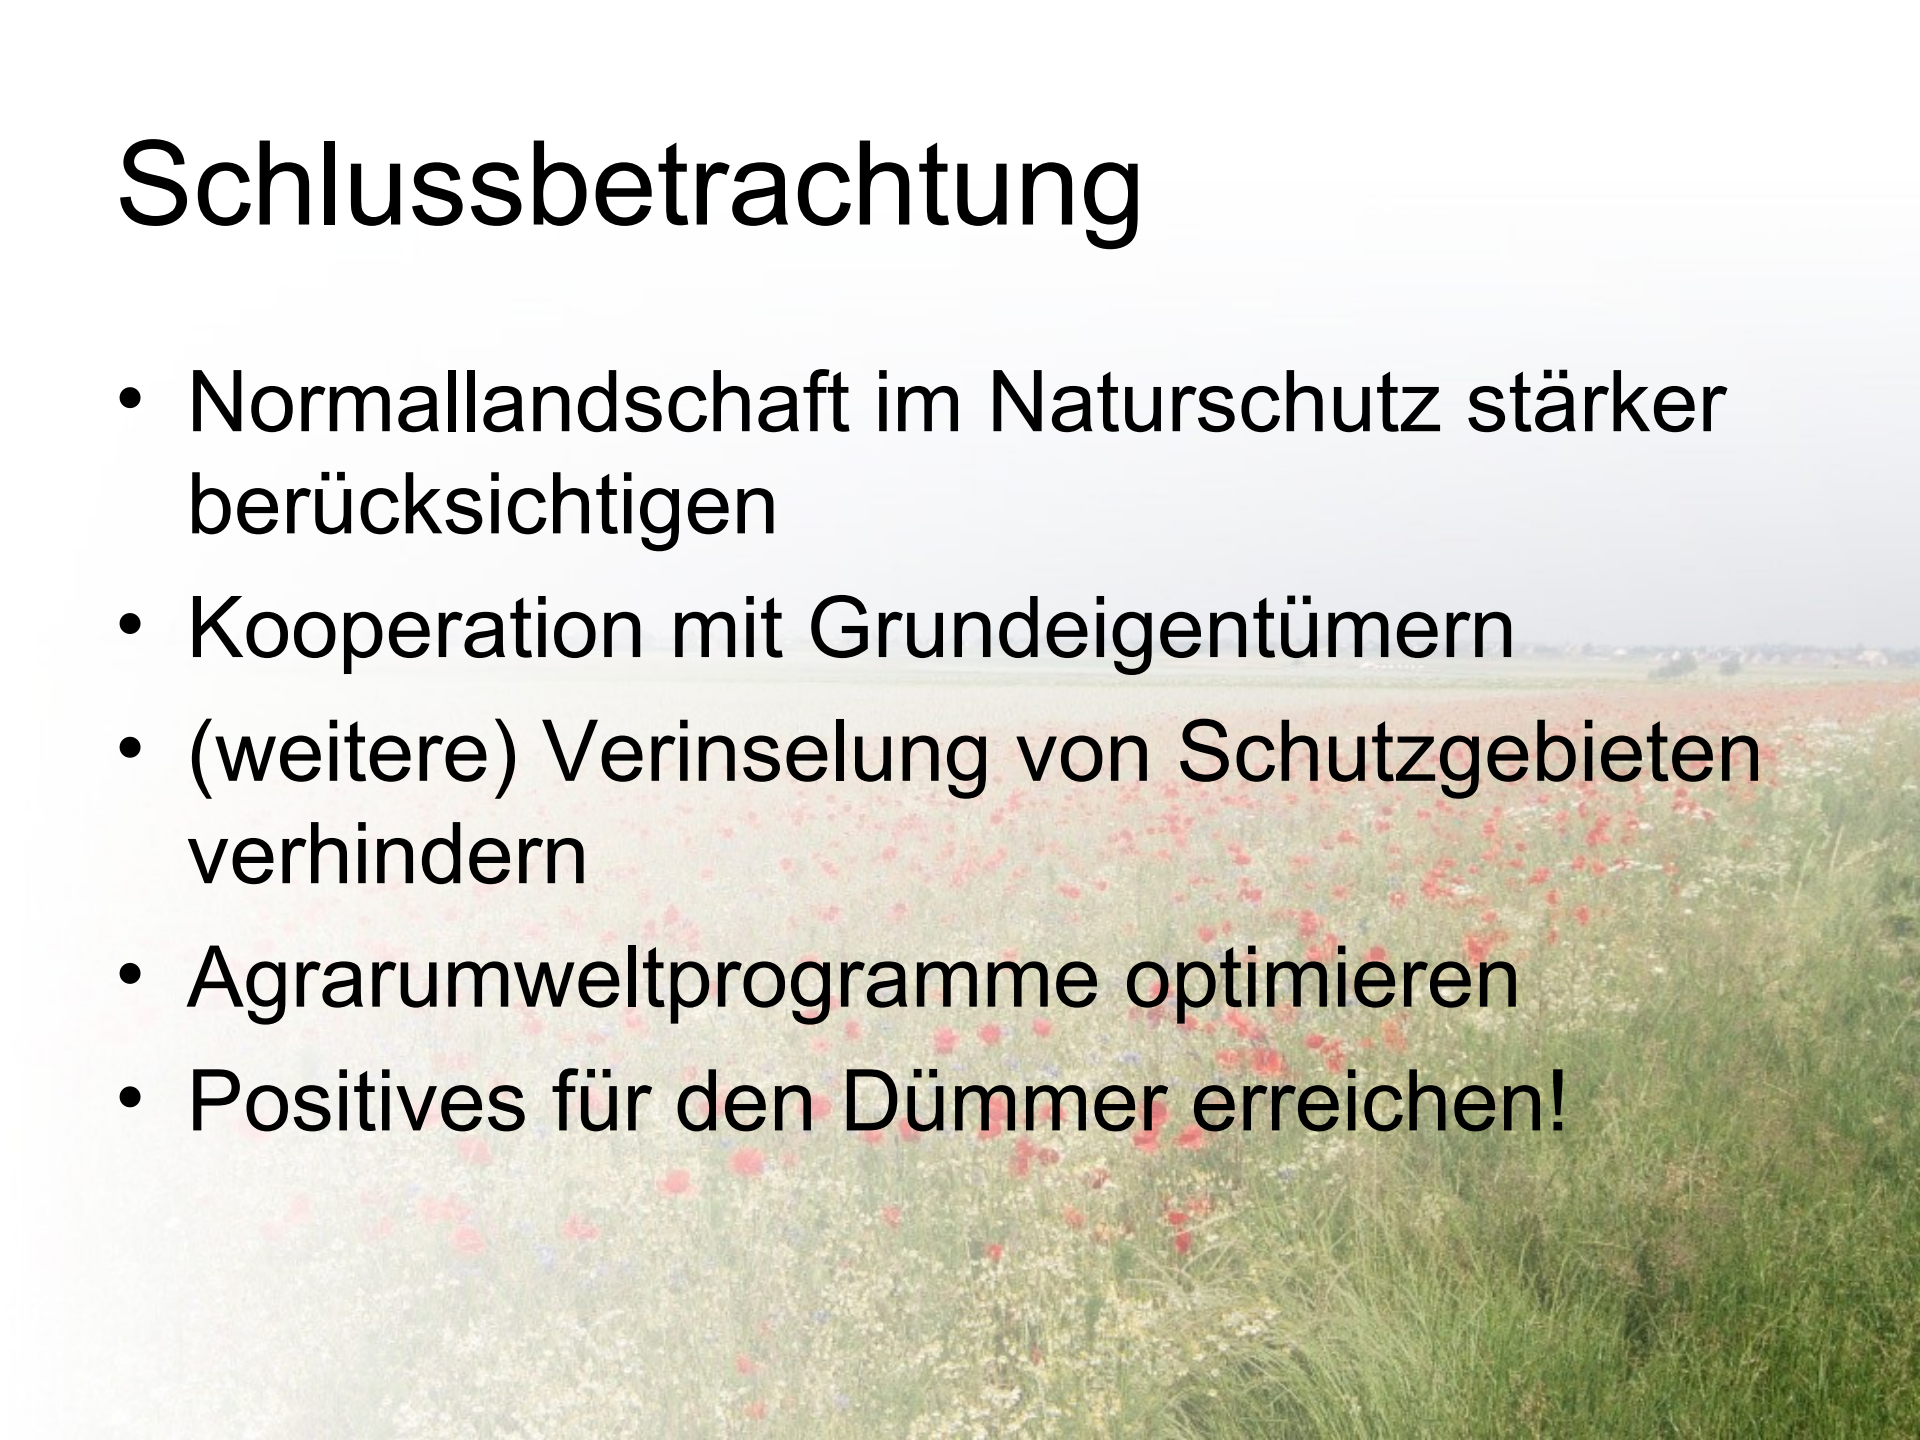 Schlussbetrachtung
• Normallandschaft im Naturschutz stärker
berücksichtigen
• Kooperation mit Grundeigentümern
• (weitere) Verinselung von Schutzgebieten
verhindern
• Agrarumweltprogramme optimieren
• Positives für den Dümmer erreichen!